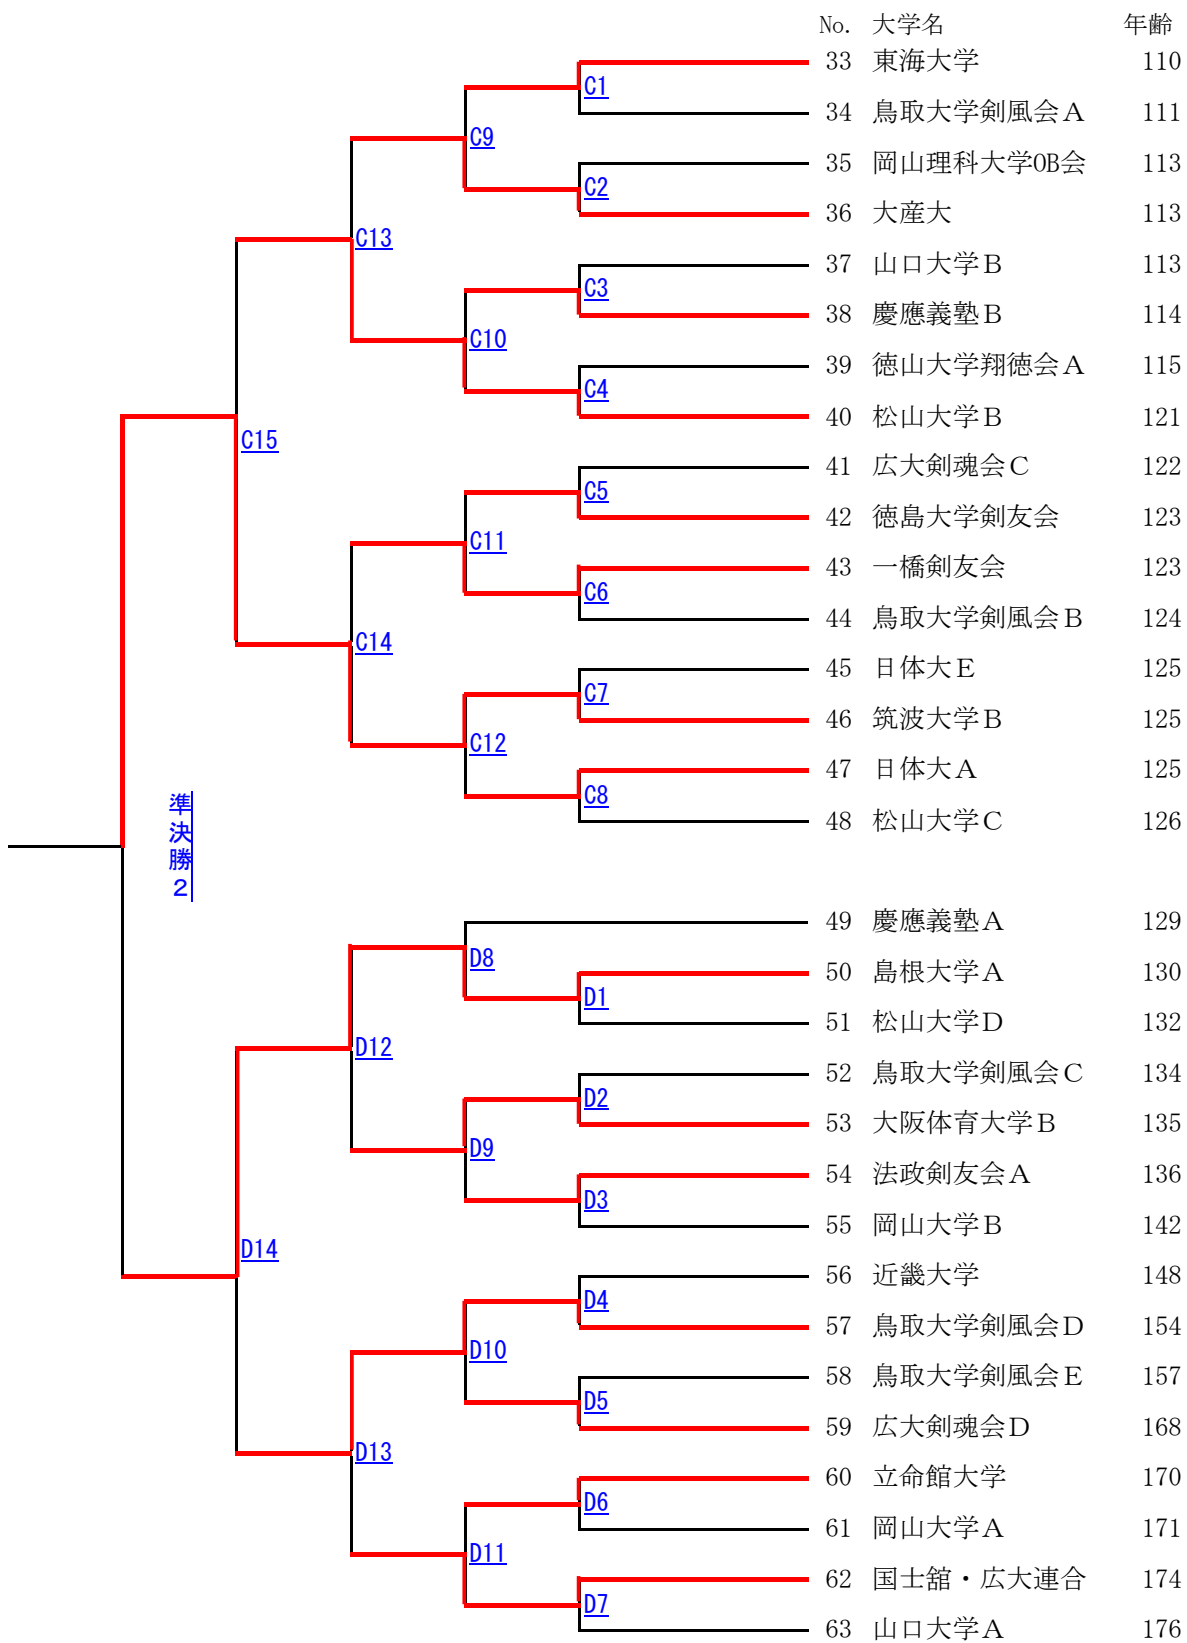 No. 大学名 年齢
33 東海大学 110
C1
34 鳥取大学剣風会Ａ 111
C9
35 岡山理科大学OB会 113
C2
36 大産大 113
C13
37 山口大学Ｂ 113
C3
38 慶應義塾Ｂ 114
C10
39 徳山大学翔徳会Ａ 115
C4
40 松山大学Ｂ 121
C15
41 広大剣魂会Ｃ 122
C5
42 徳島大学剣友会 123
C11
43 一橋剣友会 123
C6
44 鳥取大学剣風会Ｂ 124
C14
45 日体大Ｅ 125
C7
46 筑波大学Ｂ 125
C12
47 日体大Ａ 125
C8
48 松山大学Ｃ 126
準決勝２
49 慶應義塾Ａ 129
D8
50 島根大学Ａ 130
D1
51 松山大学Ｄ 132
D12
52 鳥取大学剣風会Ｃ 134
D2
53 大阪体育大学Ｂ 135
D9
54 法政剣友会Ａ 136
D3
55 岡山大学Ｂ 142
D14
56 近畿大学 148
D4
57 鳥取大学剣風会Ｄ 154
D10
58 鳥取大学剣風会Ｅ 157
D5
59 広大剣魂会Ｄ 168
D13
60 立命館大学 170
D6
61 岡山大学Ａ 171
D11
62 国士舘・広大連合 174
D7
63 山口大学Ａ 176